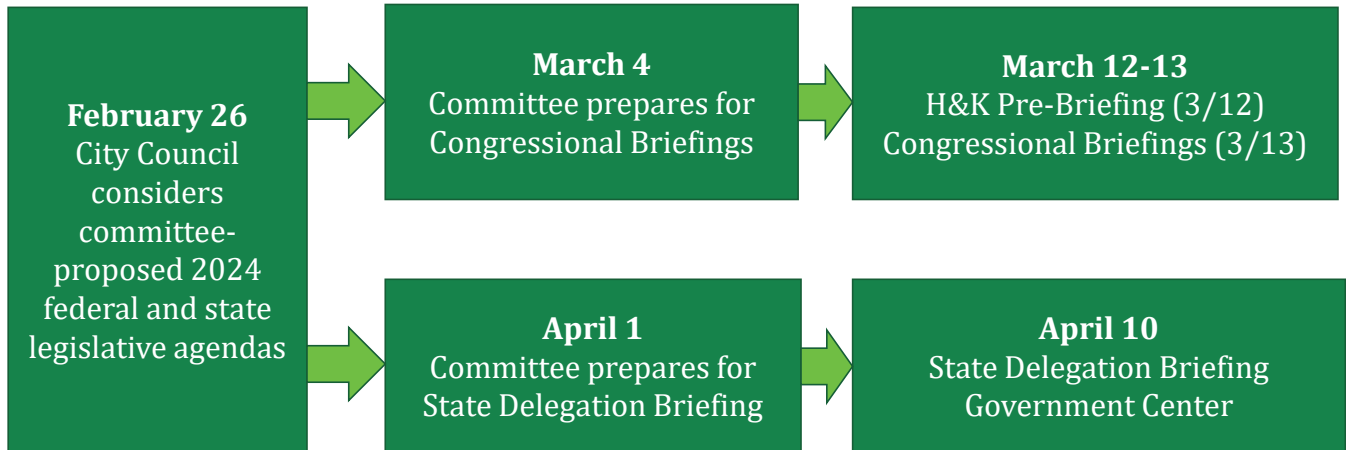 February 26
City Council
considers
committee-
proposed 2024
federal and state
legislative agendas
March 4
Committee prepares for
Congressional Briefings
March 12-13
H&K Pre-Briefing (3/12)
Congressional Briefings (3/13)
April 1
Committee prepares for
State Delegation Briefing
April 10
State Delegation Briefing
Government Center